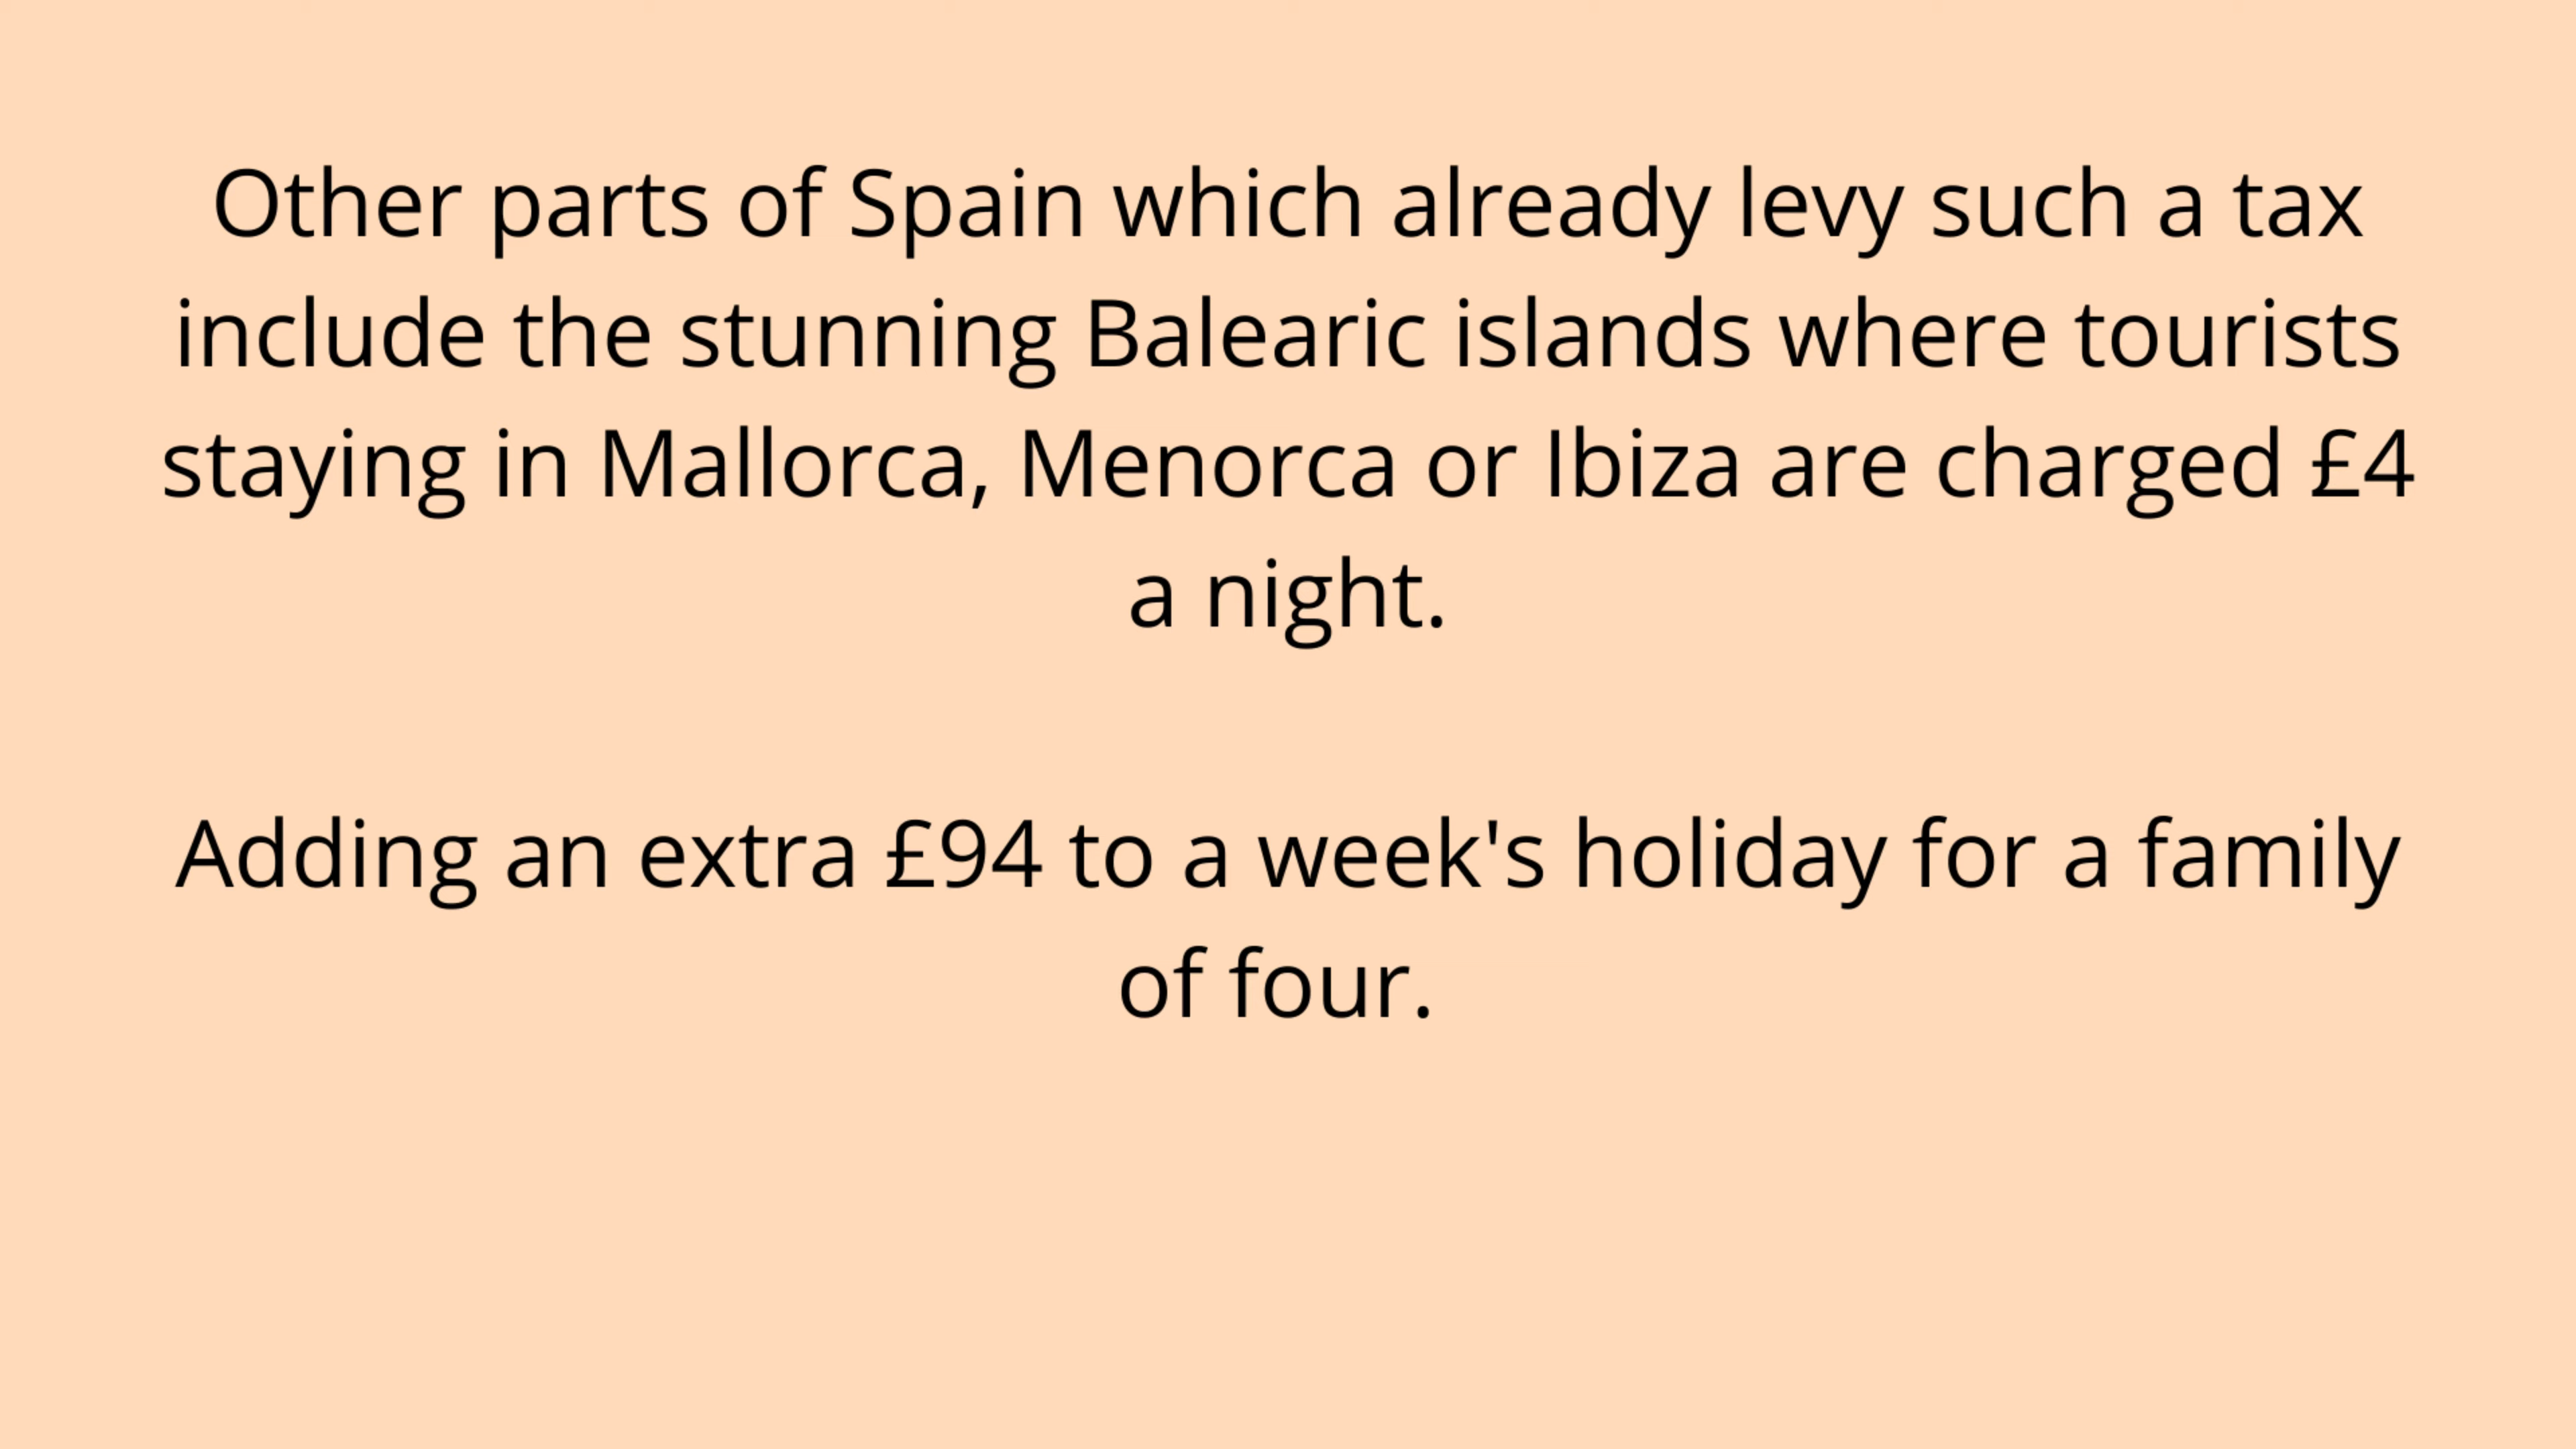 Other parts of Spain which already levy such a tax
include the stunning Balearic islands where tourists
staying in Mallorca, Menorca or Ibiza are charged £4
a night.
Adding an extra £94 to a week's holiday for a family
of four.